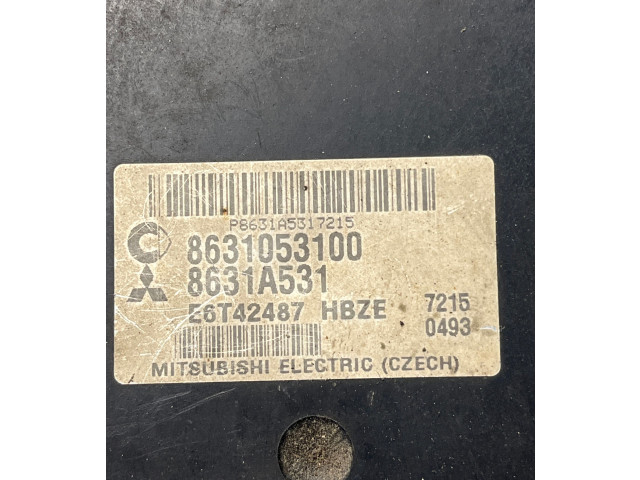 P8631A5317215
8631053100
8631A531
E6T42487 HBZE 7215
0493
MITSUBISHI ELECTRIC (CZECH)